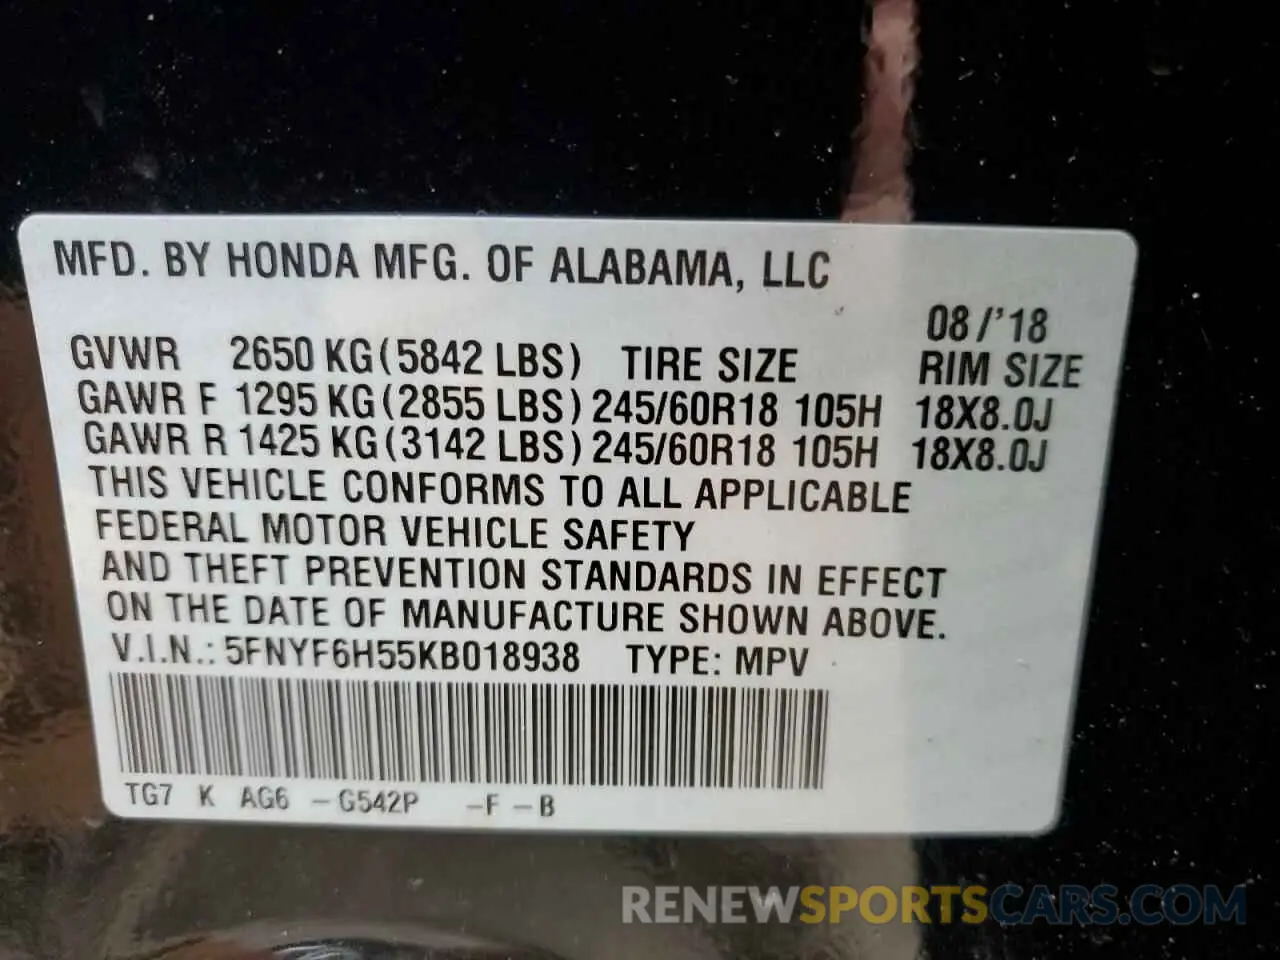 MFD. BY HONDA MFG. OF ALABAMA, LLC
08/'18
GVWR 2650 KG(5842 LBS) TIRE SIZE RIM SIZE
GAWR F 1295 KG(2855 LBS) 245/60R18 105H 18X8.0J
GAWR R 1425 KG(3142 LBS) 245/60R18 105H 18X8.0J
THIS VEHICLE CONFORMS TO ALL APPLICABLE
FEDERAL MOTOR VEHICLE SAFETY
AND THEFT PREVENTION STANDARDS IN EFFECT
ON THE DATE OF MANUFACTURE SHOWN ABOVE.
V.I.N.: 5FNYF6H55KB018938 TYPE: MPV
TG7 K AG6 -G542P -F-B
RENEWSPORTSCARS.COM